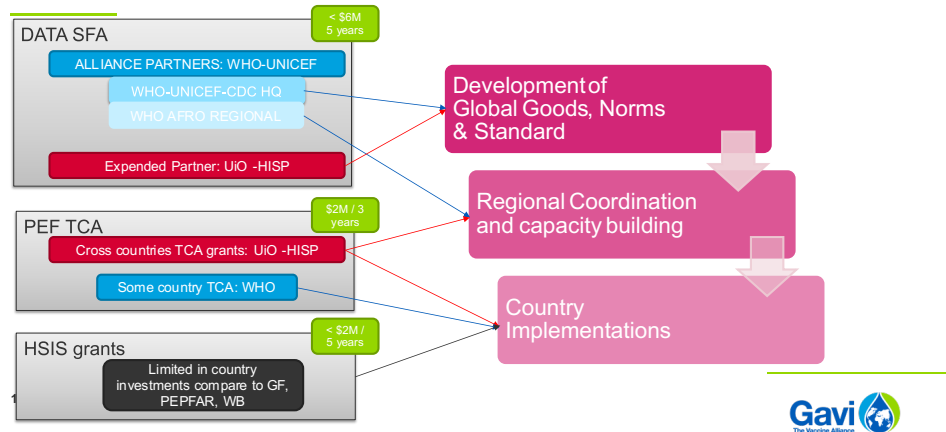 DATA SFA
< $6M
5 years
ALLIANCE PARTNERS: WHO-UNICEF
WHO-UNICEF-CDC HQ
WHO AFRO REGIONAL
Expended Partner: UiO -HISP
PEF TCA
$2M / 3
years
Cross countries TCA grants: UiO -HISP
Some country TCA: WHO
HSIS grants
< $2M /
5 years
Limited in country
investments compare to GF,
PEPFAR, WB
1
Development of
Global Goods, Norms
& Standard
Regional Coordination
and capacity building
Country
Implementations
Gavi
The Vaccine Alliance